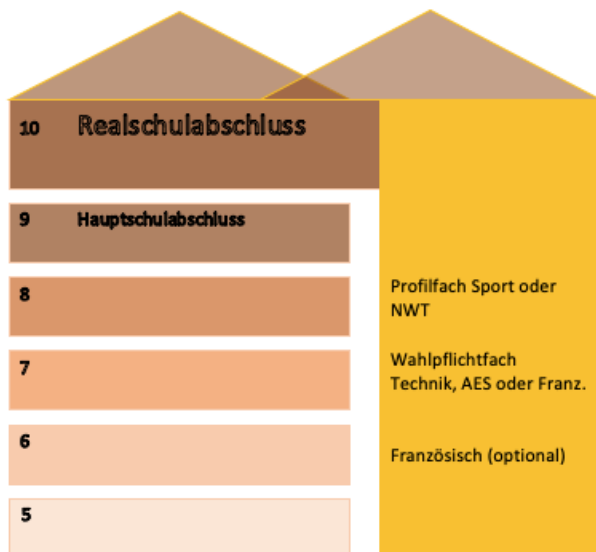 10 Realschulabschluss
9 Hauptschulabschluss
8
Profilfach Sport oder
NWT
7
Wahlpflichtfach
Technik, AES oder Franz.
6
Französisch (optional)
5